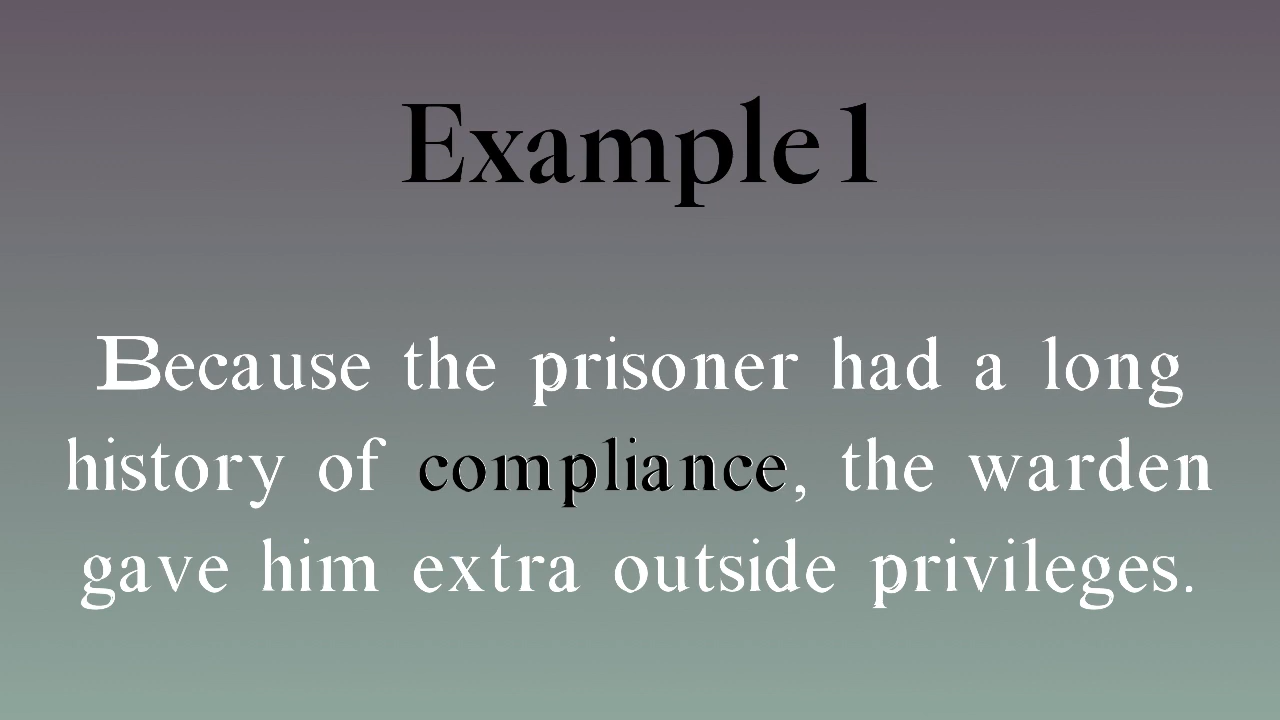 Example 1
Because the prisoner had a long
history of compliance, the warden
gave him extra outside privileges.